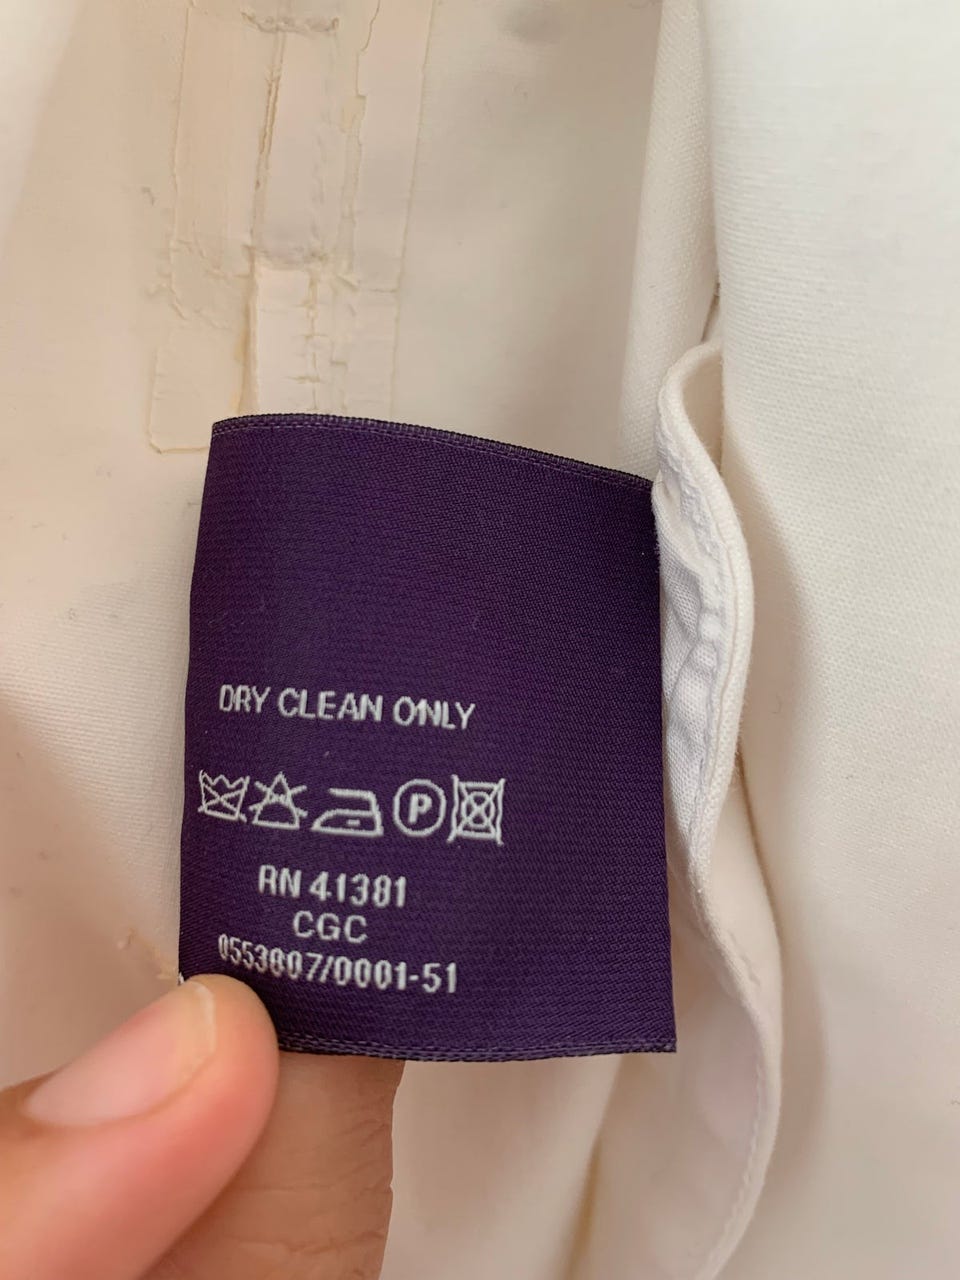 DRY CLEAN ONLY
P
RN 41381
CGC
0553807/0001-51